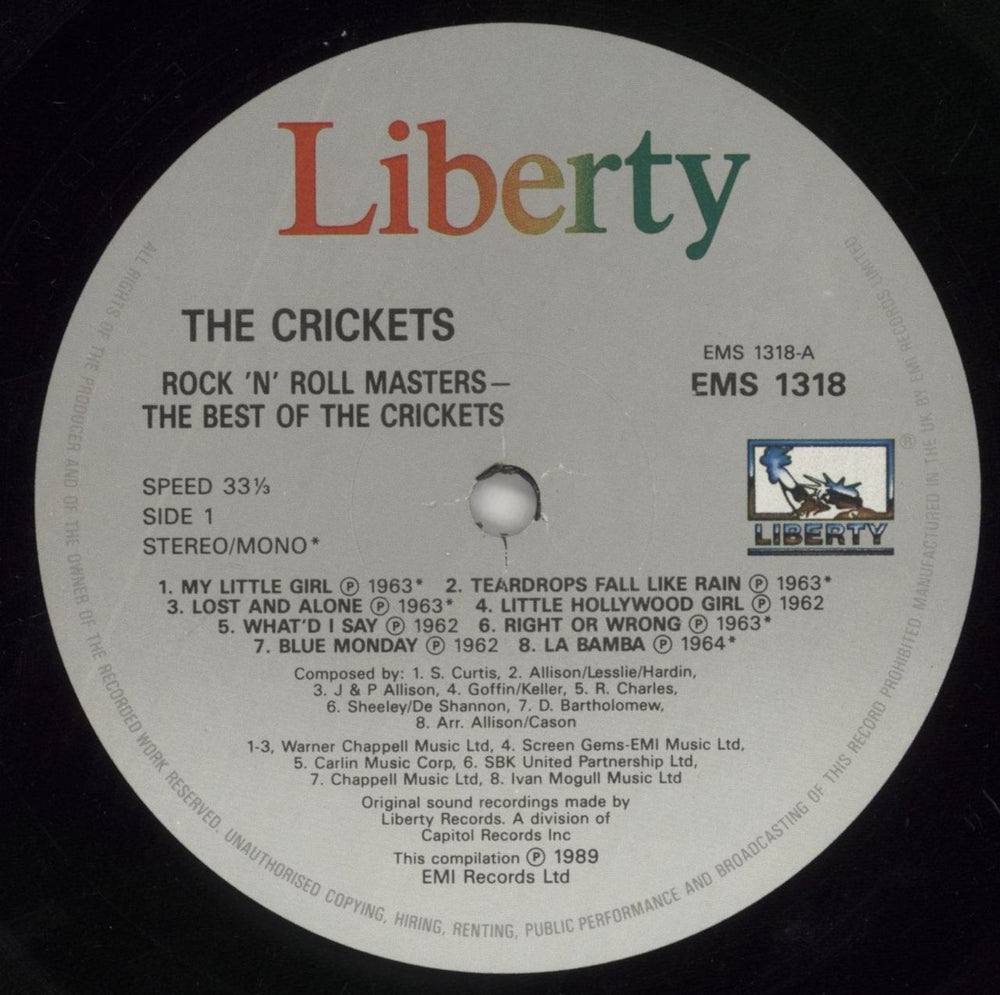 Liberty
THE CRICKETS
ROCK 'N' ROLL MASTERS—
THE BEST OF THE CRICKETS
EMS 1318-A
EMS 1318
SPEED 33⅓
SIDE 1
STEREO/MONO*
®
LIBERTY
1. MY LITTLE GIRL ℗ 1963* 2. TEARDROPS FALL LIKE RAIN ℗ 1963*
3. LOST AND ALONE ℗ 1963* 4. LITTLE HOLLYWOOD GIRL ℗ 1962
5. WHAT'D I SAY ℗ 1962 6. RIGHT OR WRONG ℗ 1963*
7. BLUE MONDAY ℗ 1962 8. LA BAMBA ℗ 1964*
Composed by: 1. S. Curtis, 2. Allison/Lesslie/Hardin,
3. J & P Allison, 4. Goffin/Keller, 5. R. Charles,
6. Sheeley/De Shannon, 7. D. Bartholomew,
8. Arr. Allison/Cason
1-3, Warner Chappell Music Ltd, 4. Screen Gems-EMI Music Ltd,
5. Carlin Music Corp, 6. SBK United Partnership Ltd,
7. Chappell Music Ltd, 8. Ivan Mogull Music Ltd
Original sound recordings made by
Liberty Records. A division of
Capitol Records Inc
This compilation ℗ 1989
EMI Records Ltd
ALL RIGHTS OF THE PRODUCER AND OF THE OWNER OF THE RECORDED WORK RESERVED. UNAUTHORISED COPYING, HIRING, RENTING, PUBLIC PERFORMANCE AND BROADCASTING OF THIS RECORD PROHIBITED MANUFACTURED IN THE UK BY EMI RECORDS LIMITED